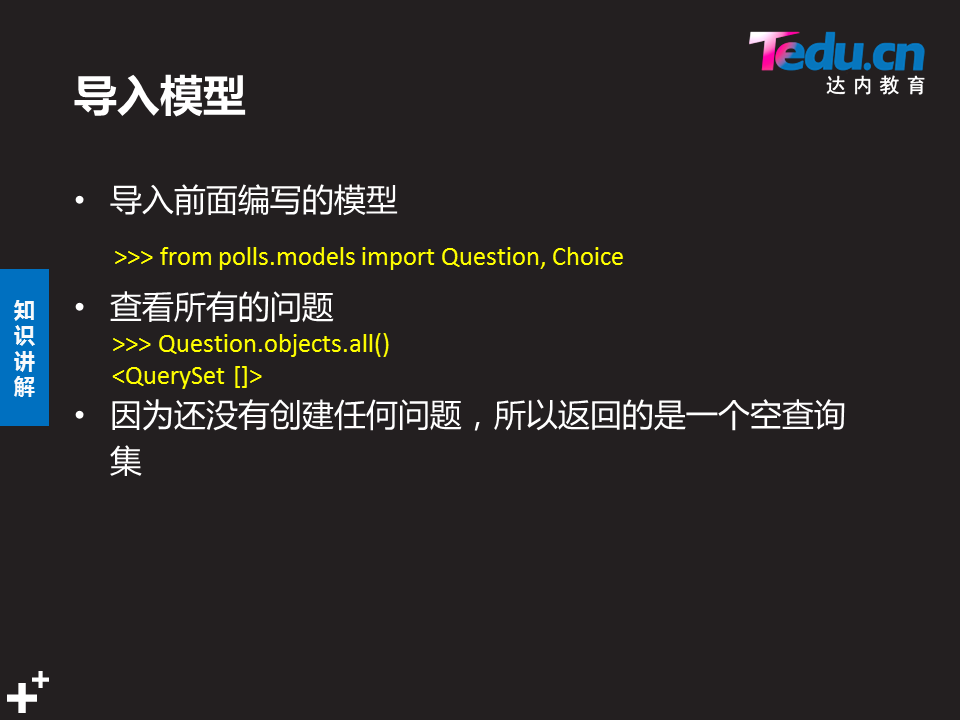 Tedu.cn
达内教育
导入模型
• 导入前面编写的模型
>>> from polls.models import Question, Choice
• 查看所有的问题
>>> Question.objects.all()
<QuerySet []>
• 因为还没有创建任何问题，所以返回的是一个空查询
集
知识讲解